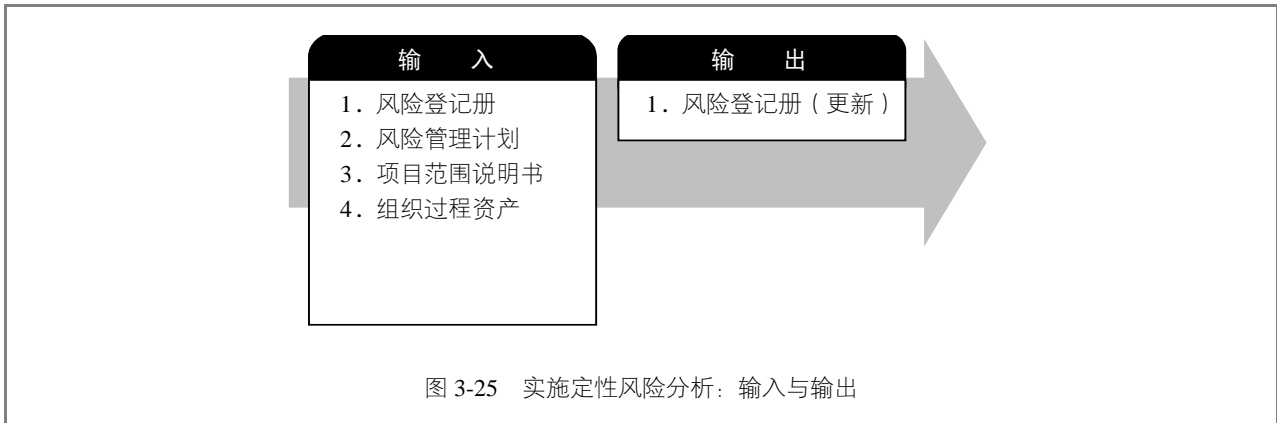 输 入
1. 风险登记册
2. 风险管理计划
3. 项目范围说明书
4. 组织过程资产
输 出
1. 风险登记册（更新）
图 3-25 实施定性风险分析：输入与输出